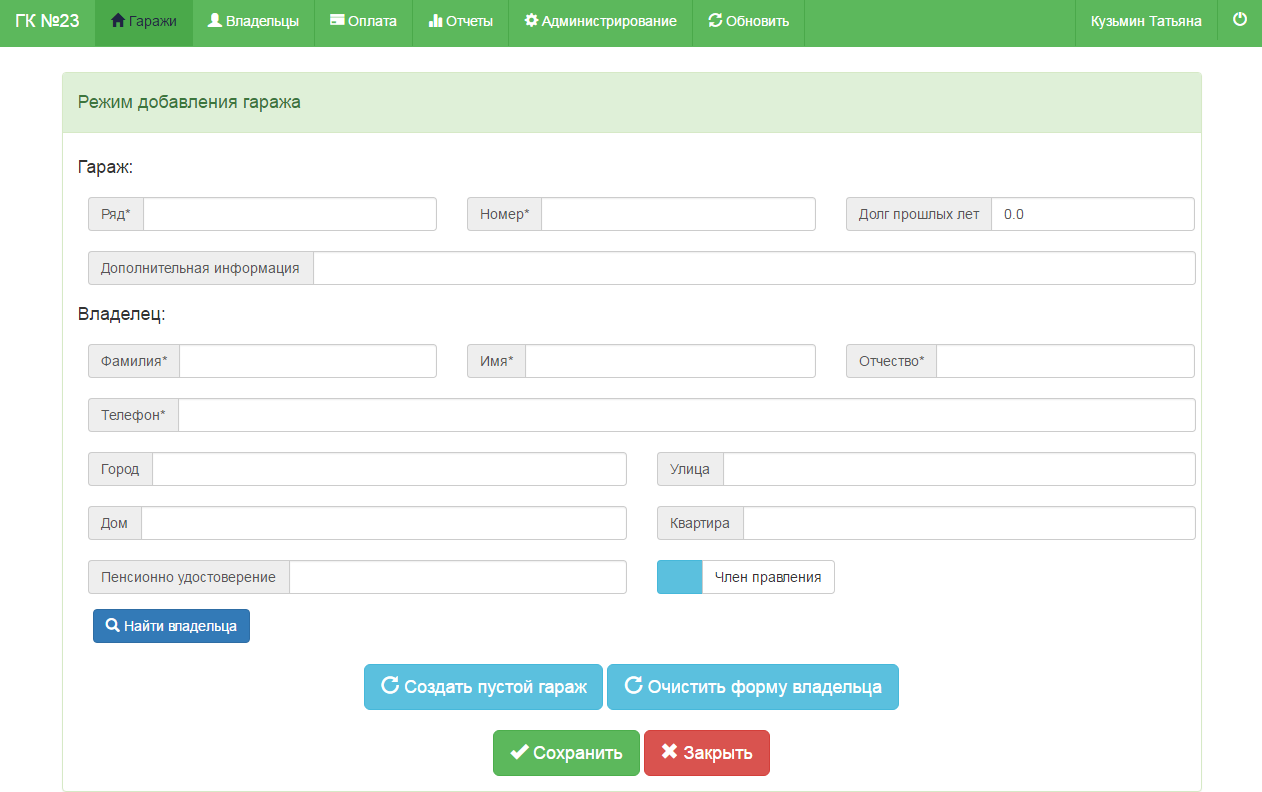 ГК №23 Гаражи Владельцы Оплата Отчеты Администрирование Обновить Кузьмин Татьяна
Режим добавления гаража
Гараж:
Ряд* Номер* Долг прошлых лет 0.0
Дополнительная информация
Владелец:
Фамилия* Имя* Отчество*
Телефон*
Город Улица
Дом Квартира
Пенсионно удостоверение Член правления
Найти владельца
Создать пустой гараж Очистить форму владельца
Сохранить Закрыть